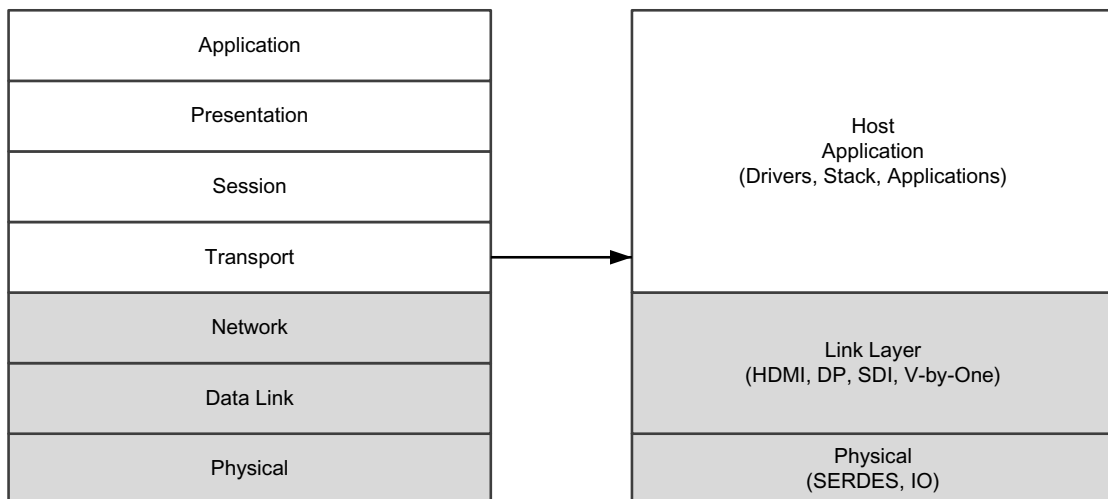 Application
Presentation
Session
Transport
Network
Data Link
Physical
Host
Application
(Drivers, Stack, Applications)
Link Layer
(HDMI, DP, SDI, V-by-One)
Physical
(SERDES, IO)